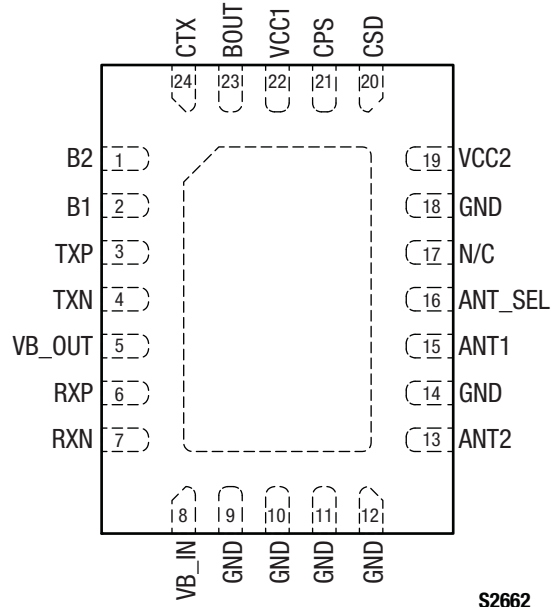 CTX BOUT VCC1 CPS CSD
24 23 22 21 20
B2 1 19 VCC2
B1 2 18 GND
TXP 3 17 N/C
TXN 4 16 ANT_SEL
VB_OUT 5 15 ANT1
RXP 6 14 GND
RXN 7 13 ANT2
8 9 10 11 12
VB_IN GND GND GND GND
S2662